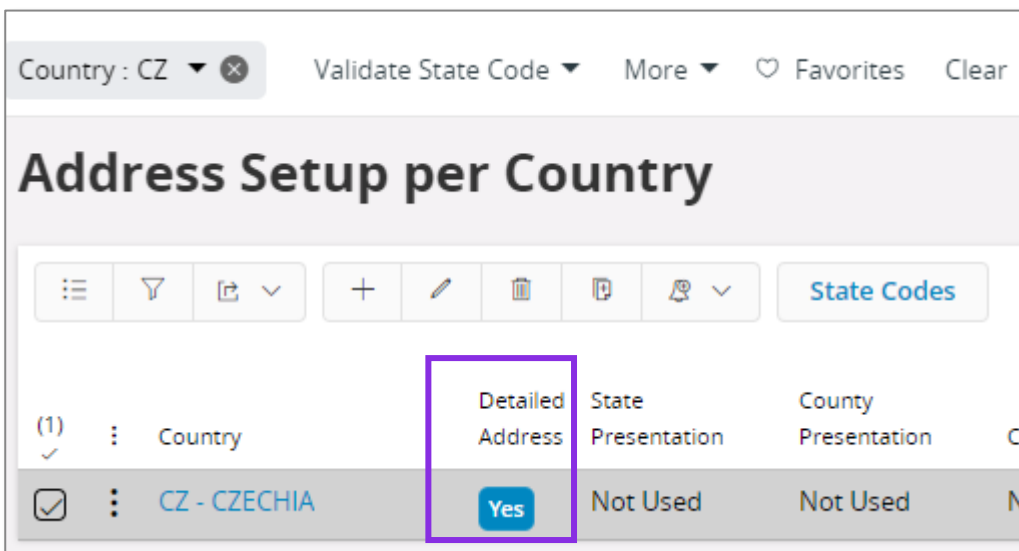 Country : CZ Validate State Code More Favorites Clear
Address Setup per Country
State Codes
(1) Country Detailed Address State Presentation County Presentation
CZ - CZECHIA Yes Not Used Not Used